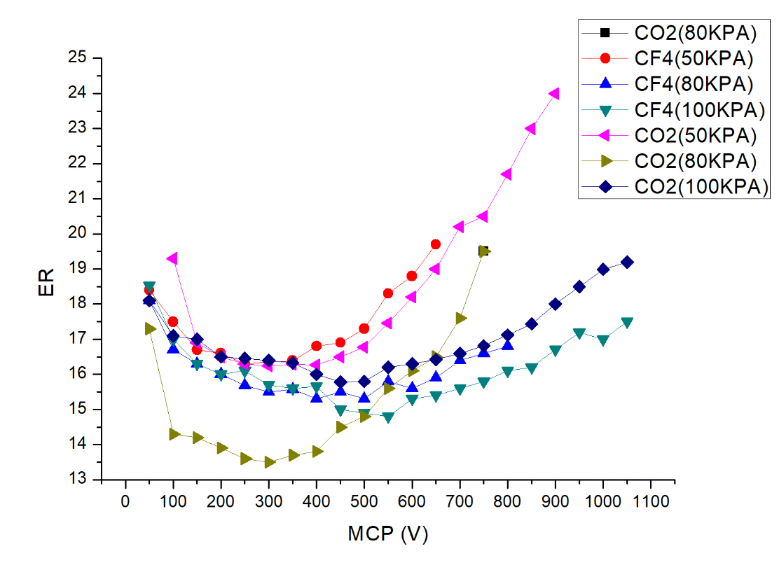 CO2(80KPA)
CF4(50KPA)
CF4(80KPA)
CF4(100KPA)
CO2(50KPA)
CO2(80KPA)
CO2(100KPA)
25
24
23
22
21
20
19
18
17
16
15
14
13
ER
0 100 200 300 400 500 600 700 800 900 1000 1100
MCP (V)